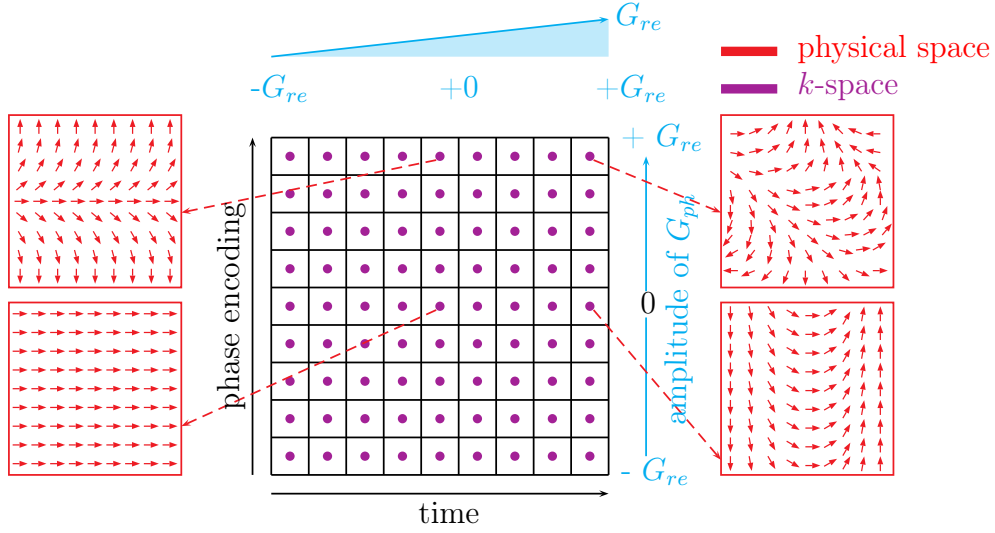 G_re
physical space
-G_re
+0
+G_re
k-space
+ G_re
phase encoding
amplitude of G_ph
0
- G_re
time